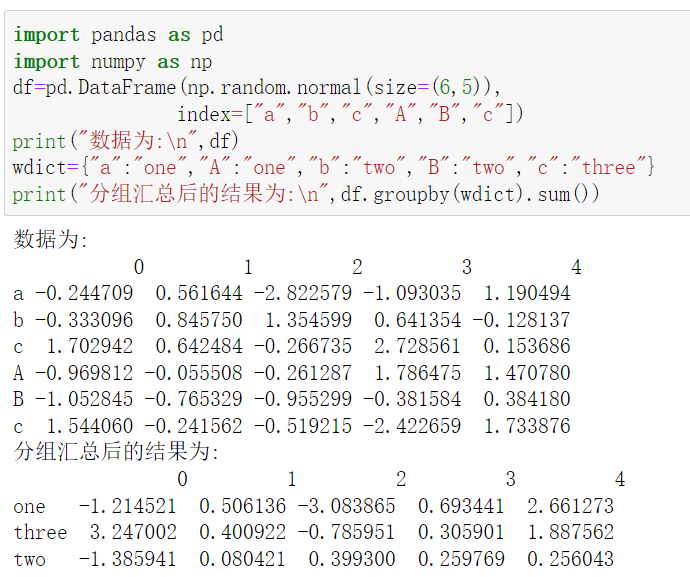 import pandas as pd
import numpy as np
df=pd.DataFrame(np.random.normal(size=(6,5)),
index=["a","b","c","A","B","c"])
print("数据为:\n",df)
wdict={"a":"one","A":"one","b":"two","B":"two","c":"three"}
print("分组汇总后的结果为:\n",df.groupby(wdict).sum())
数据为:
0 1 2 3 4
a -0.244709 0.561644 -2.822579 -1.093035 1.190494
b -0.333096 0.845750 1.354599 0.641354 -0.128137
c 1.702942 0.642484 -0.266735 2.728561 0.153686
A -0.969812 -0.055508 -0.261287 1.786475 1.470780
B -1.052845 -0.765329 -0.955299 -0.381584 0.384180
c 1.544060 -0.241562 -0.519215 -2.422659 1.733876
分组汇总后的结果为:
0 1 2 3 4
one -1.214521 0.506136 -3.083865 0.693441 2.661273
three 3.247002 0.400922 -0.785951 0.305901 1.887562
two -1.385941 0.080421 0.399300 0.259769 0.256043